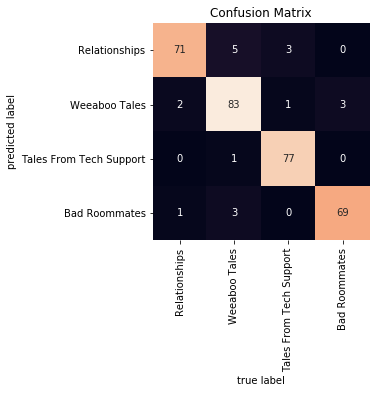 Confusion Matrix
predicted label
Relationships 71 5 3 0
Weeaboo Tales 2 83 1 3
Tales From Tech Support 0 1 77 0
Bad Roommates 1 3 0 69
Relationships
Weeaboo Tales
Tales From Tech Support
Bad Roommates
true label